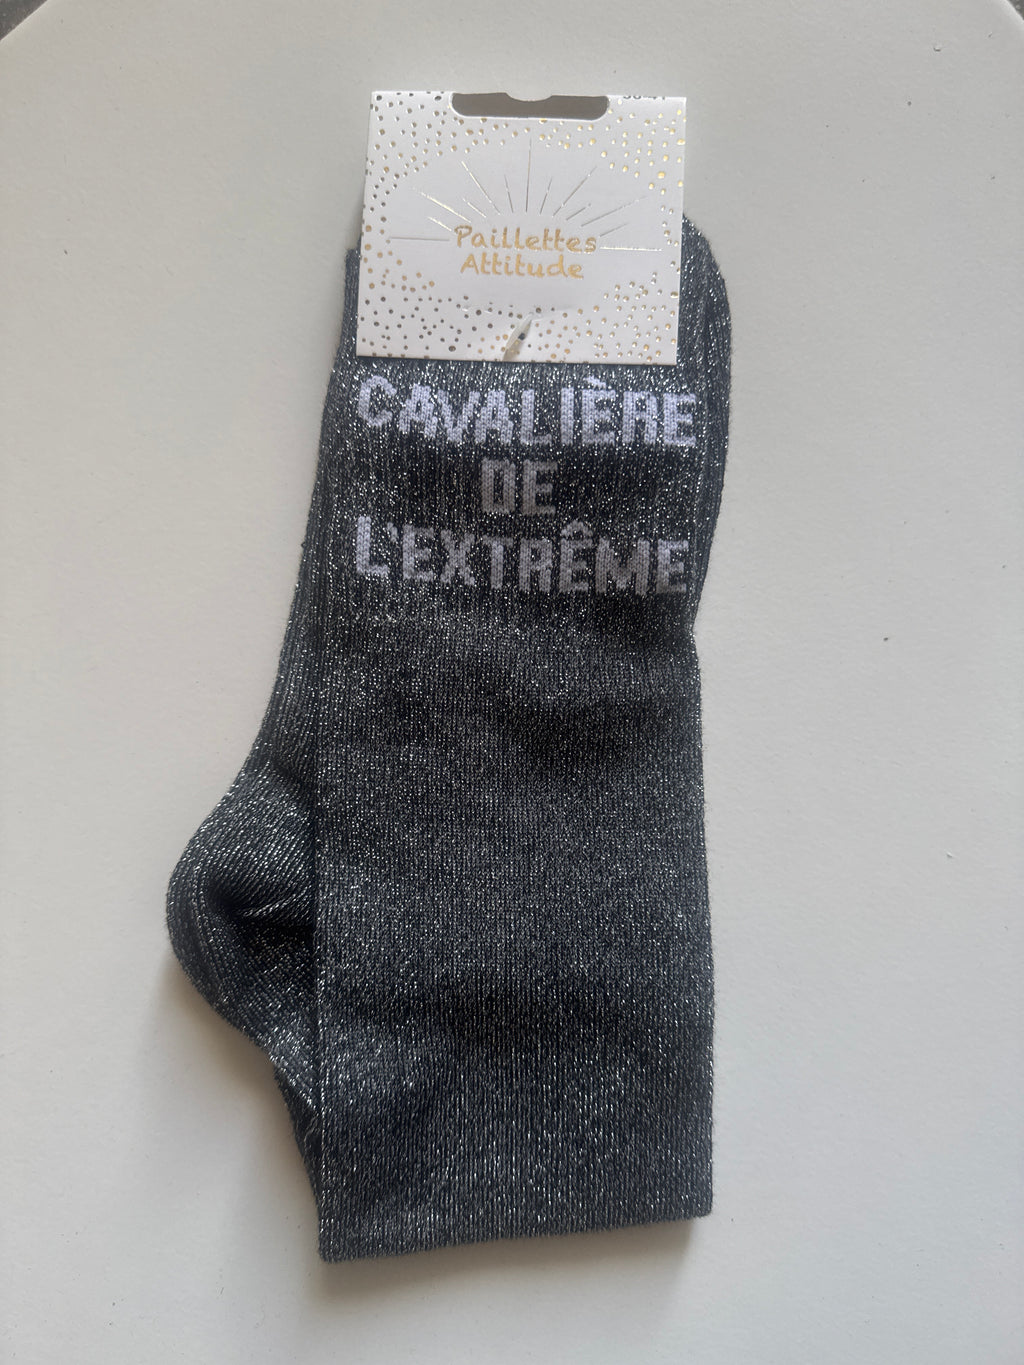 Paillettes
Attitude
CAVALIÈRE
DE
L'EXTRÊME